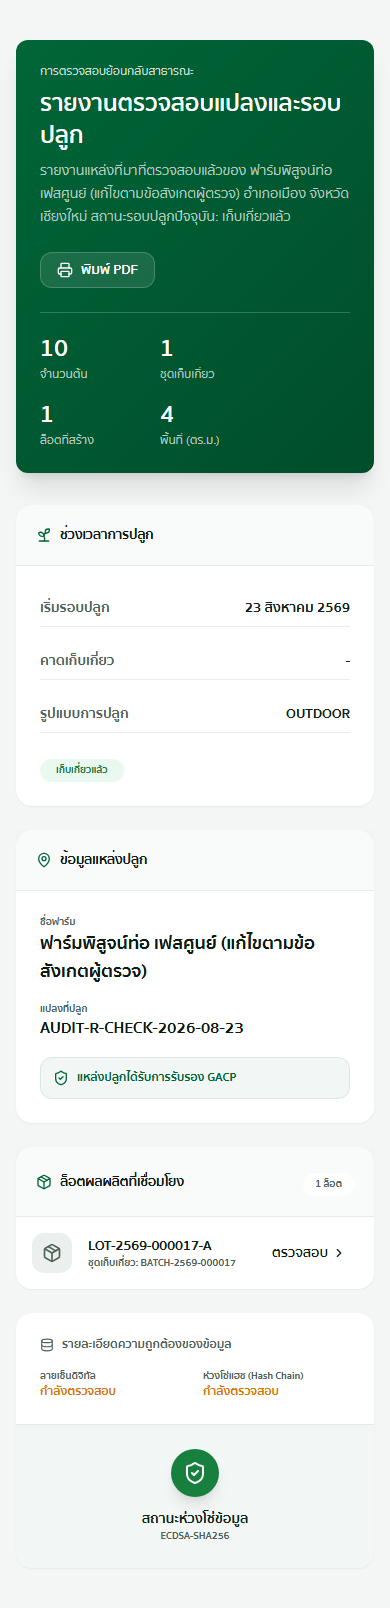 การตรวจสอบย้อนกลับสาธารณะ
รายงานตรวจสอบแปลงและรอบ
ปลูก
รายงานแหล่งที่มาที่ตรวจสอบแล้วของ ฟาร์มพิสูจน์ท่อ
เฟสศูนย์ (แก้ไขตามข้อสังเกตผู้ตรวจ) อำเภอเมือง จังหวัด
เชียงใหม่ สถานะรอบปลูกปัจจุบัน: เก็บเกี่ยวแล้ว
พิมพ์ PDF
10
จำนวนต้น
1
ชุดเก็บเกี่ยว
1
ล็อตที่สร้าง
4
พื้นที่ (ตร.ม.)
ช่วงเวลาการปลูก
เริ่มรอบปลูก
23 สิงหาคม 2569
คาดเก็บเกี่ยว
-
รูปแบบการปลูก
OUTDOOR
เก็บเกี่ยวแล้ว
ข้อมูลแหล่งปลูก
ชื่อฟาร์ม
ฟาร์มพิสูจน์ท่อ เฟสศูนย์ (แก้ไขตามข้อ
สังเกตผู้ตรวจ)
แปลงที่ปลูก
AUDIT-R-CHECK-2026-08-23
แหล่งปลูกได้รับการรับรอง GACP
ล็อตผลผลิตที่เชื่อมโยง
1 ล็อต
LOT-2569-000017-A
ชุดเก็บเกี่ยว: BATCH-2569-000017
ตรวจสอบ
รายละเอียดความถูกต้องของข้อมูล
ลายเซ็นดิจิทัล
กำลังตรวจสอบ
ห่วงโซ่แฮช (Hash Chain)
กำลังตรวจสอบ
สถานะห่วงโซ่ข้อมูล
ECDSA-SHA256